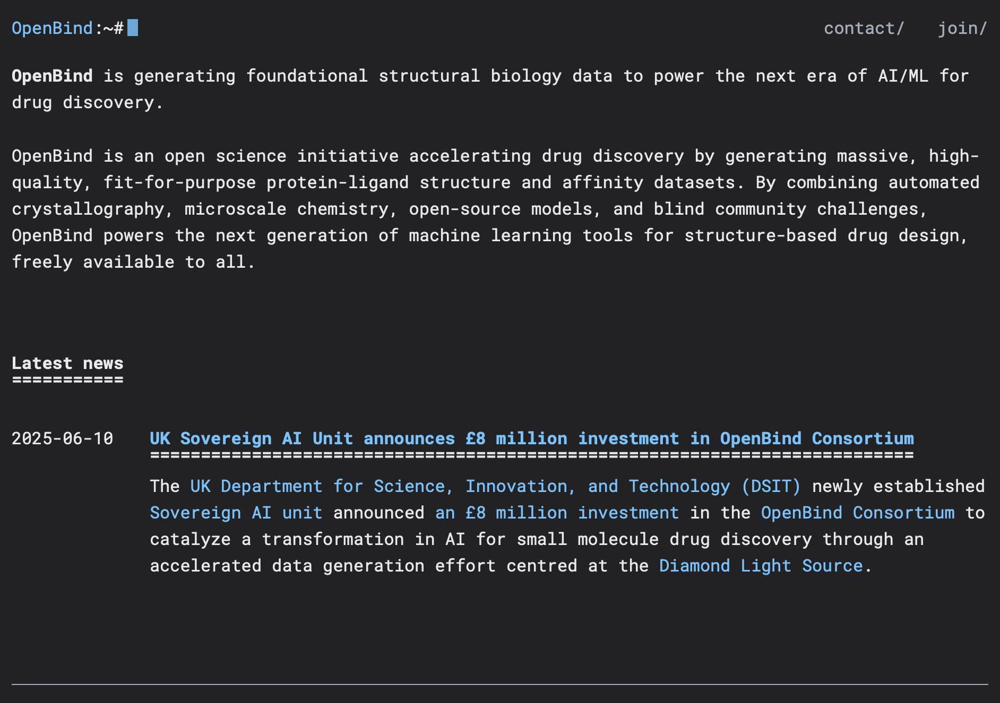 OpenBind:~#
contact/ join/
OpenBind is generating foundational structural biology data to power the next era of AI/ML for
drug discovery.
OpenBind is an open science initiative accelerating drug discovery by generating massive, high-
quality, fit-for-purpose protein-ligand structure and affinity datasets. By combining automated
crystallography, microscale chemistry, open-source models, and blind community challenges,
OpenBind powers the next generation of machine learning tools for structure-based drug design,
freely available to all.
Latest news
===========
2025-06-10 UK Sovereign AI Unit announces £8 million investment in OpenBind Consortium
===========================================================================
The UK Department for Science, Innovation, and Technology (DSIT) newly established
Sovereign AI unit announced an £8 million investment in the OpenBind Consortium to
catalyze a transformation in AI for small molecule drug discovery through an
accelerated data generation effort centred at the Diamond Light Source.